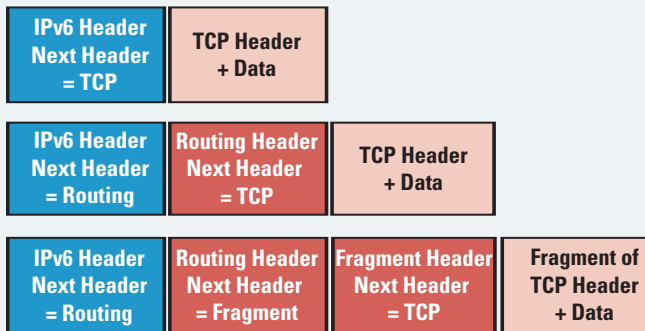 IPv6 Header
Next Header
= TCP
TCP Header
+ Data
IPv6 Header
Next Header
= Routing
Routing Header
Next Header
= TCP
TCP Header
+ Data
IPv6 Header
Next Header
= Routing
Routing Header
Next Header
= Fragment
Fragment Header
Next Header
= TCP
Fragment of
TCP Header
+ Data